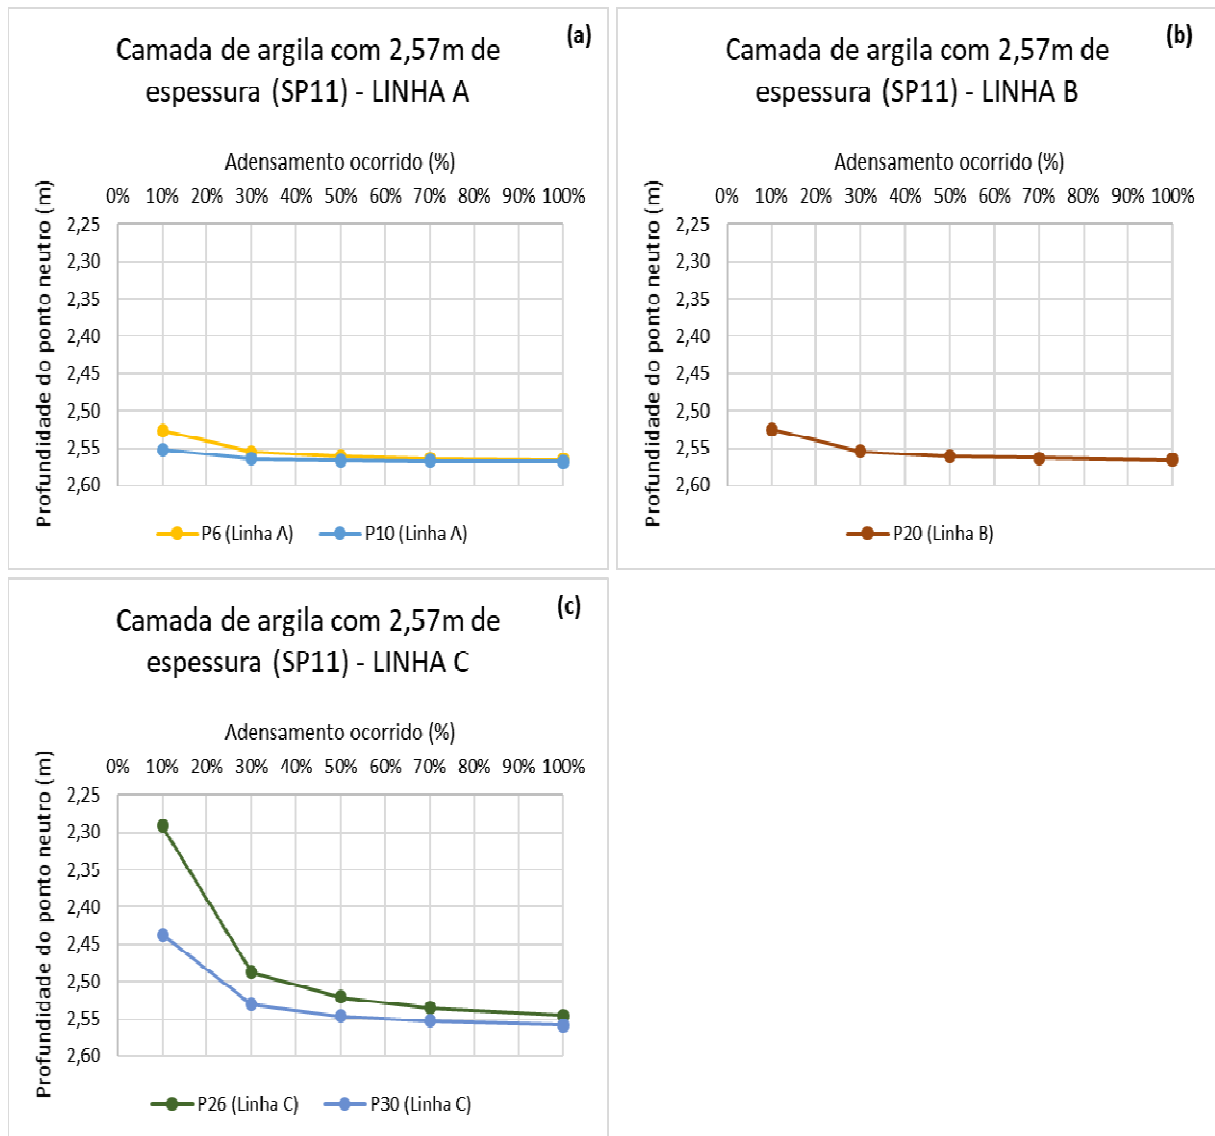 (a)
Camada de argila com 2,57m de
espessura (SP11) - LINHA A
Adensamento ocorrido (%)
0% 10% 20% 30% 40% 50% 60% 70% 80% 90% 100%
Profundidade do ponto neutro (m)
2,25
2,30
2,35
2,40
2,45
2,50
2,55
2,60
P6 (Linha A) P10 (Linha A)
(b)
Camada de argila com 2,57m de
espessura (SP11) - LINHA B
Adensamento ocorrido (%)
0% 10% 20% 30% 40% 50% 60% 70% 80% 90% 100%
Profundidade do ponto neutro (m)
2,25
2,30
2,35
2,40
2,45
2,50
2,55
2,60
P20 (Linha B)
(c)
Camada de argila com 2,57m de
espessura (SP11) - LINHA C
Adensamento ocorrido (%)
0% 10% 20% 30% 40% 50% 60% 70% 80% 90% 100%
Profundidade do ponto neutro (m)
2,25
2,30
2,35
2,40
2,45
2,50
2,55
2,60
P26 (Linha C) P30 (Linha C)